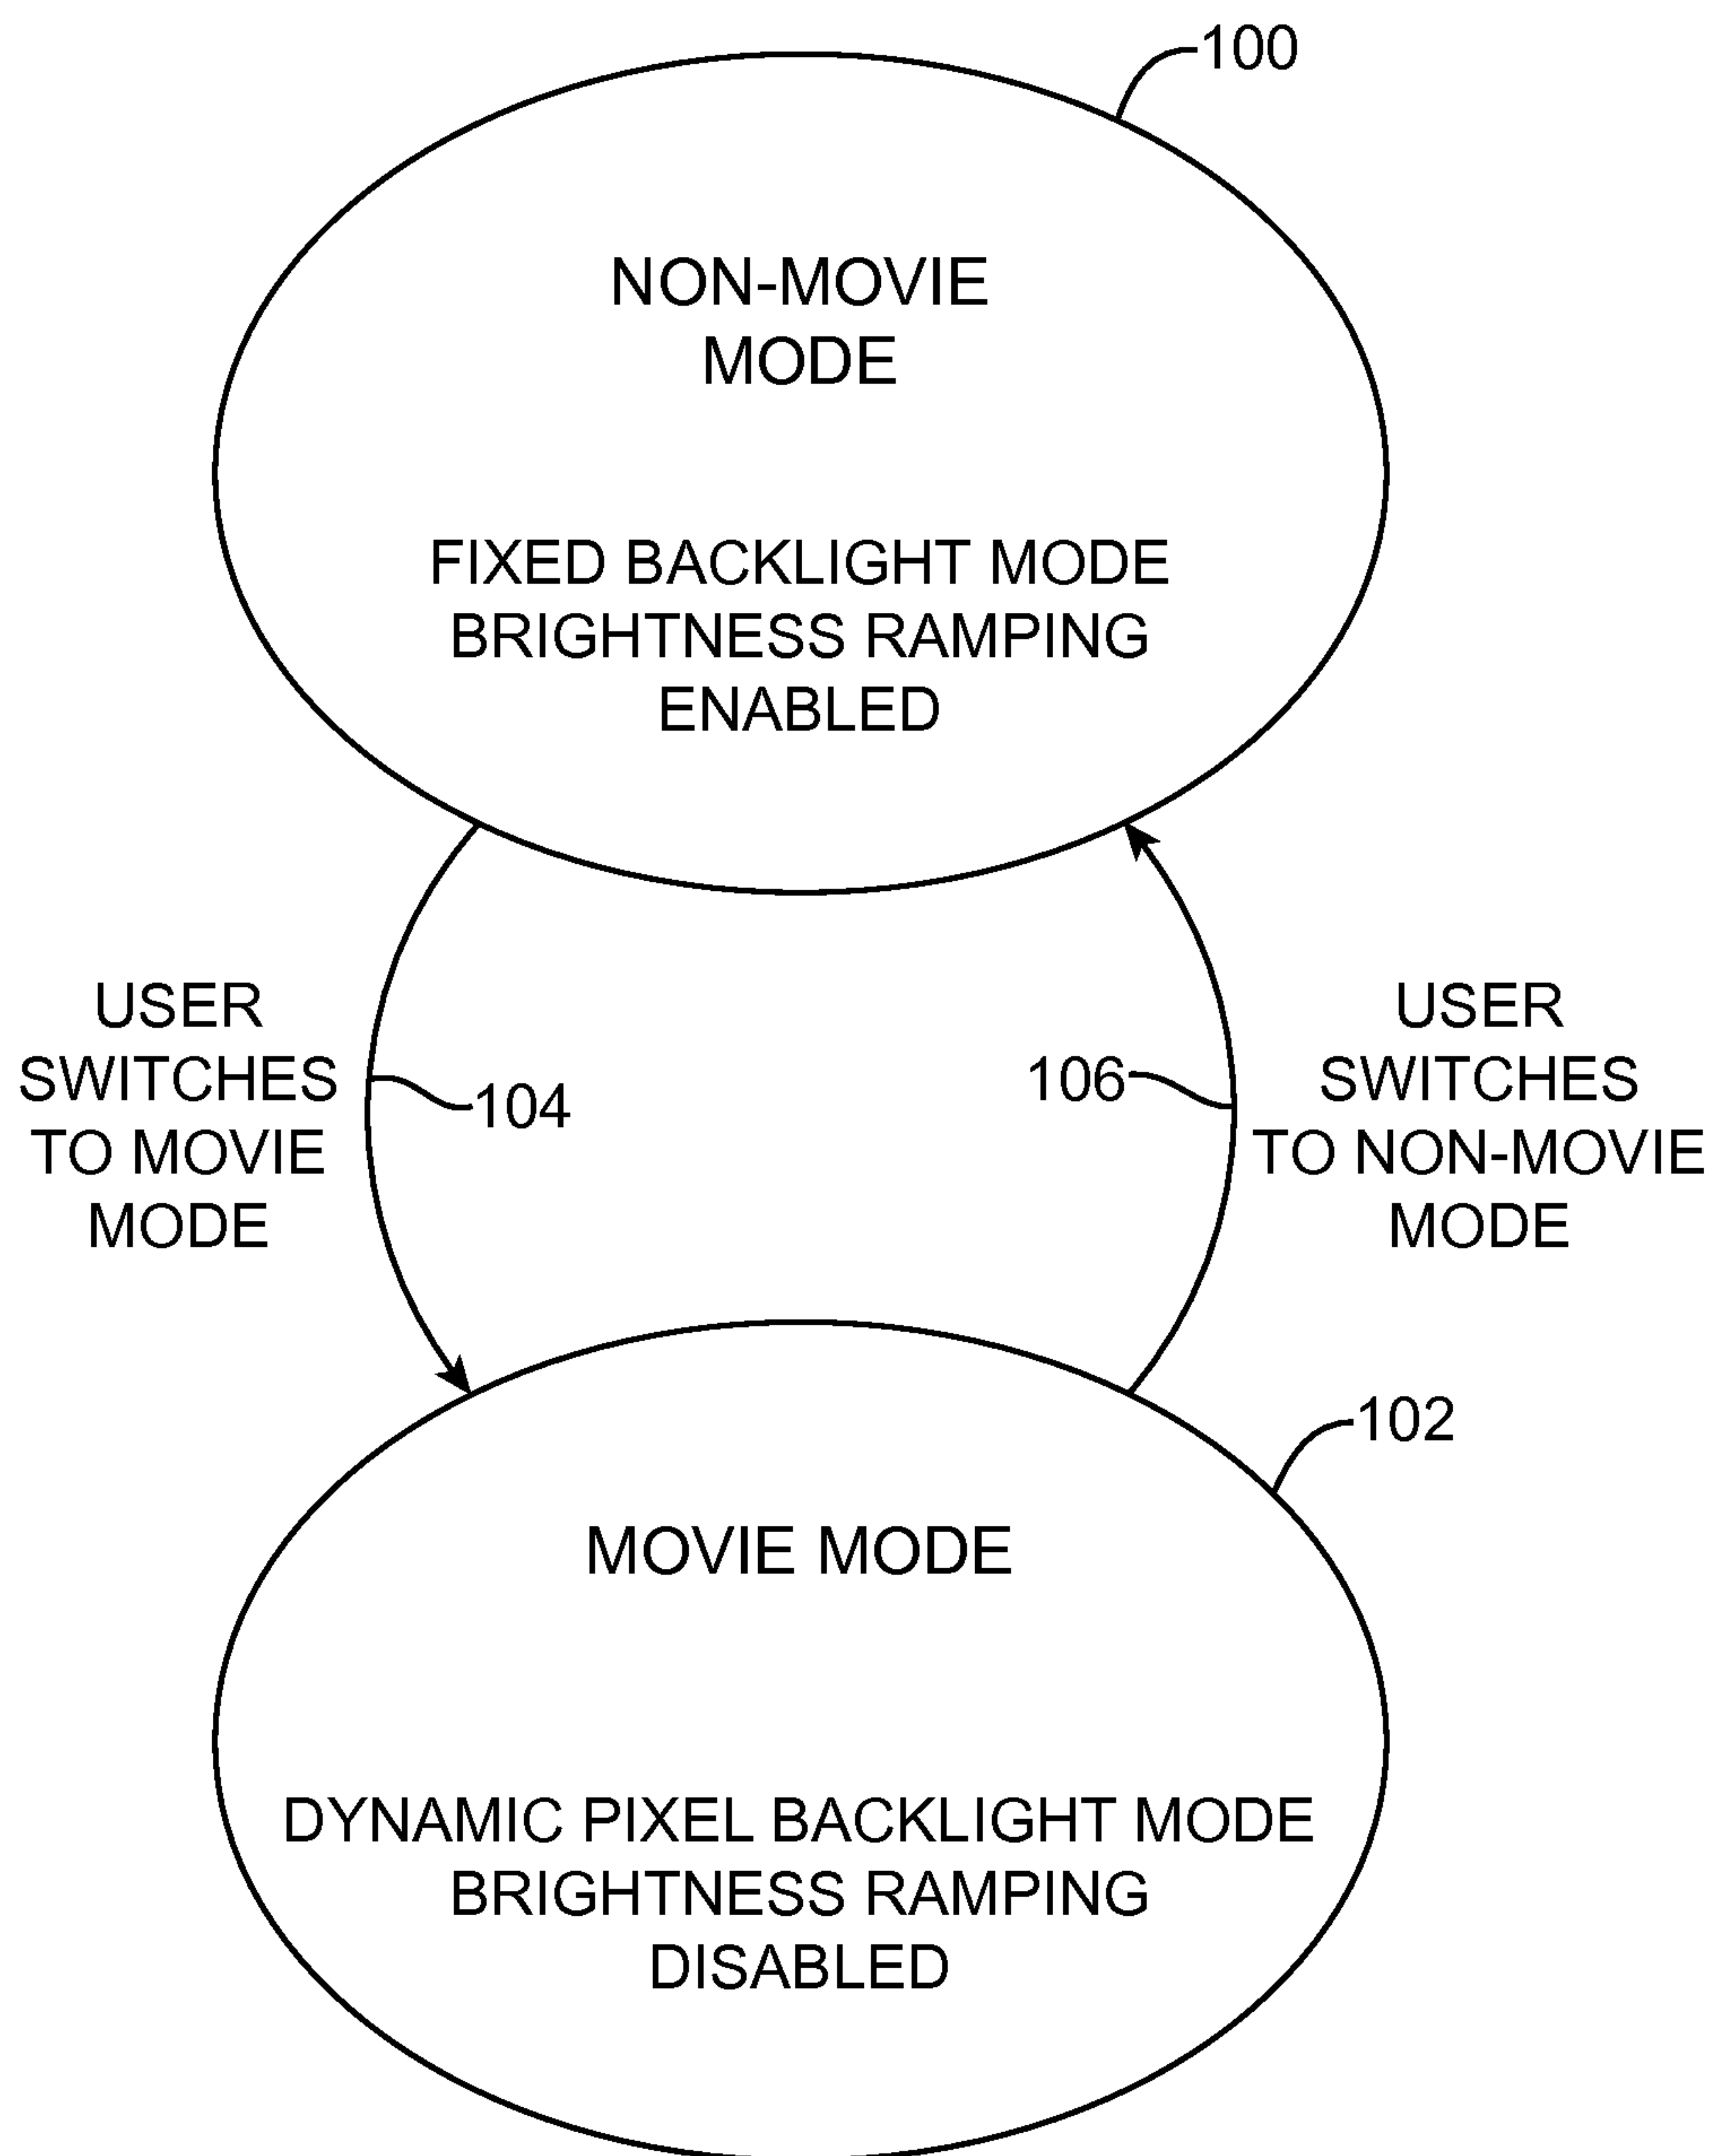 100
NON-MOVIE
MODE
FIXED BACKLIGHT MODE
BRIGHTNESS RAMPING
ENABLED
USER
SWITCHES
TO MOVIE
MODE
104
106
USER
SWITCHES
TO NON-MOVIE
MODE
102
MOVIE MODE
DYNAMIC PIXEL BACKLIGHT MODE
BRIGHTNESS RAMPING
DISABLED